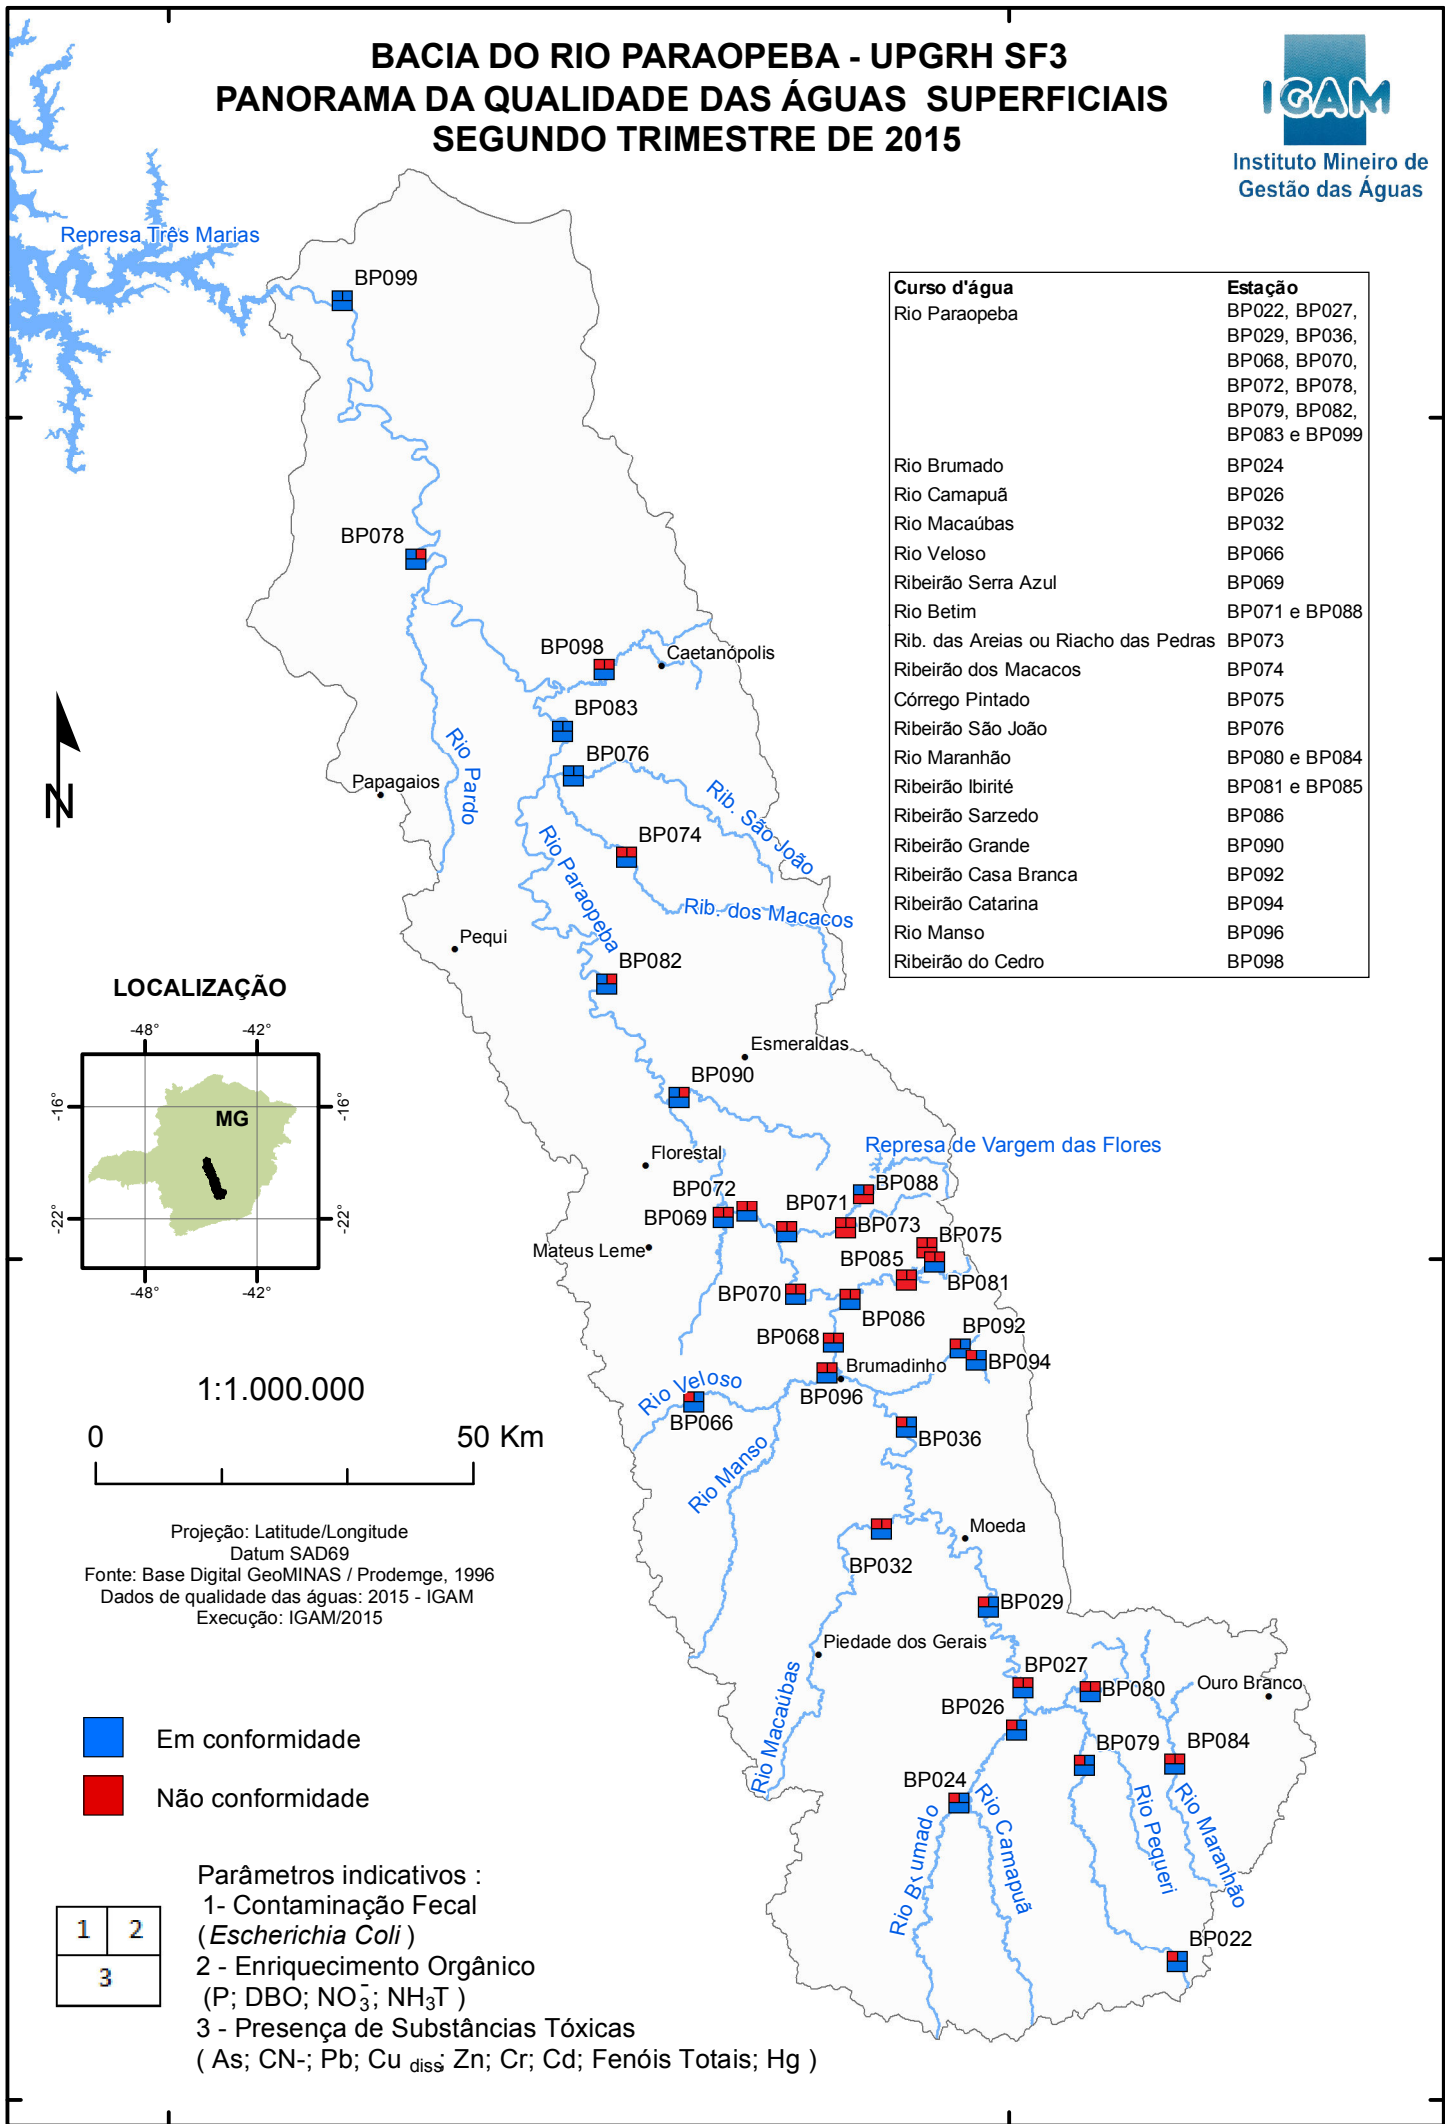 BACIA DO RIO PARAOPEBA - UPGRH SF3
PANORAMA DA QUALIDADE DAS ÁGUAS SUPERFICIAIS
SEGUNDO TRIMESTRE DE 2015
IGAM
Instituto Mineiro de
Gestão das Águas
Represa Três Marias
BP099
Curso d'água Estação
Rio Paraopeba BP022, BP027,
BP029, BP036,
BP068, BP070,
BP072, BP078,
BP079, BP082,
BP083 e BP099
Rio Brumado BP024
Rio Camapuã BP026
Rio Macaúbas BP032
Rio Veloso BP066
Ribeirão Serra Azul BP069
Rio Betim BP071 e BP088
Rib. das Areias ou Riacho das Pedras BP073
Ribeirão dos Macacos BP074
Córrego Pintado BP075
Ribeirão São João BP076
Rio Maranhão BP080 e BP084
Ribeirão Ibirité BP081 e BP085
Ribeirão Sarzedo BP086
Ribeirão Grande BP090
Ribeirão Casa Branca BP092
Ribeirão Catarina BP094
Rio Manso BP096
Ribeirão do Cedro BP098
BP078
BP098
Caetanópolis
BP083
BP076
Rio Pardo
Papagaios
N
Rib. São João
Rio Paraopeba
BP074
Rib. dos Macacos
Pequi
BP082
LOCALIZAÇÃO
-48° -42°
-16° -16°
MG
-22° -22°
-48° -42°
Esmeraldas
BP090
Florestal
Represa de Vargem das Flores
BP072
BP088
BP071
BP069
BP073
BP075
Mateus Leme
BP085
BP081
BP070
BP086
BP092
BP068
BP094
Brumadinho
BP096
Rio Veloso
BP066
BP036
Rio Manso
1:1.000.000
0 50 Km
Projeção: Latitude/Longitude
Datum SAD69
Fonte: Base Digital GeoMINAS / Prodemge, 1996
Dados de qualidade das águas: 2015 - IGAM
Execução: IGAM/2015
Moeda
BP032
BP029
Piedade dos Gerais
BP027
BP080
Ouro Branco
BP026
Rio Macaúbas
BP079
BP084
BP024
Rio Brumado
Rio Camapuã
Rio Pequeri
Rio Maranhão
BP022
Em conformidade
Não conformidade
Parâmetros indicativos :
1- Contaminação Fecal
(Escherichia Coli )
2 - Enriquecimento Orgânico
(P; DBO; NO3-; NH3T )
3 - Presença de Substâncias Tóxicas
( As; CN-; Pb; Cu diss; Zn; Cr; Cd; Fenóis Totais; Hg )
1 2
3